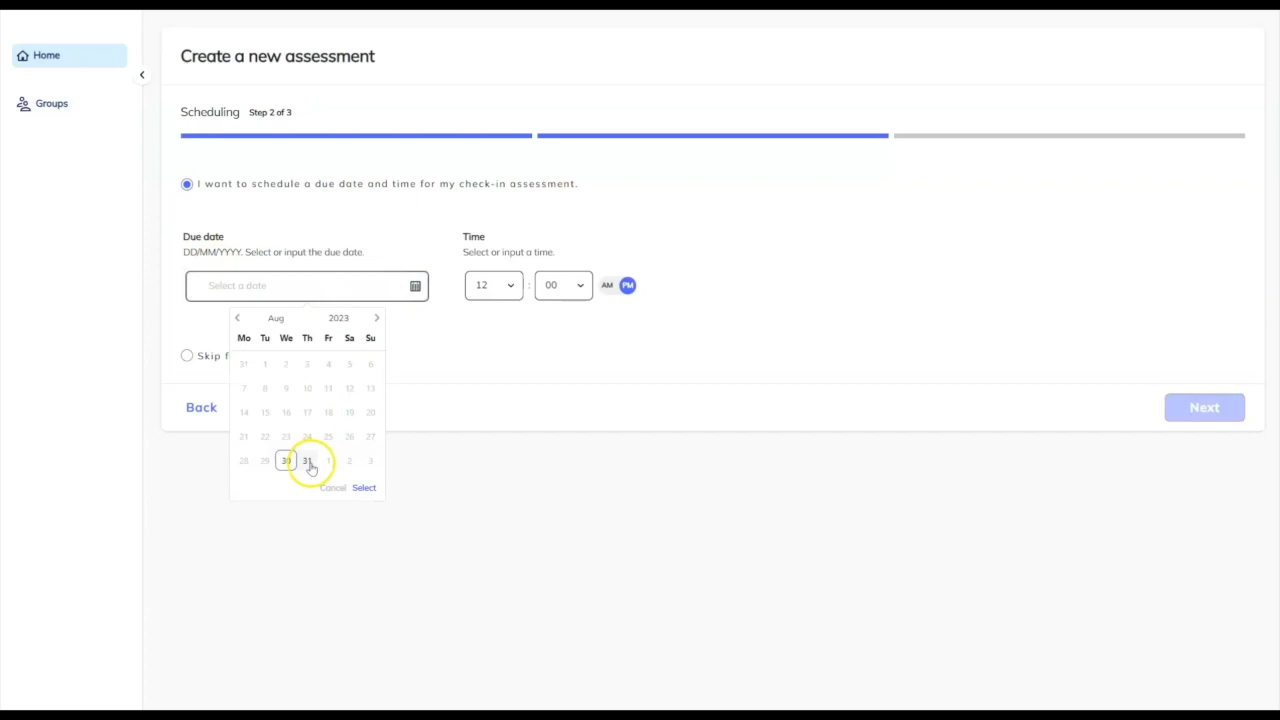 Home
Groups
Create a new assessment
Scheduling Step 2 of 3
I want to schedule a due date and time for my check-in assessment.
Due date
DD/MM/YYYY. Select or input the due date.
Select a date
Time
Select or input a time.
12 : 00 AM PM
Aug 2023
Mo Tu We Th Fr Sa Su
31 1 2 3 4 5 6
7 8 9 10 11 12 13
14 15 16 17 18 19 20
21 22 23 24 25 26 27
28 29 30 31 1 2 3
Cancel Select
Skip f
Back
Next